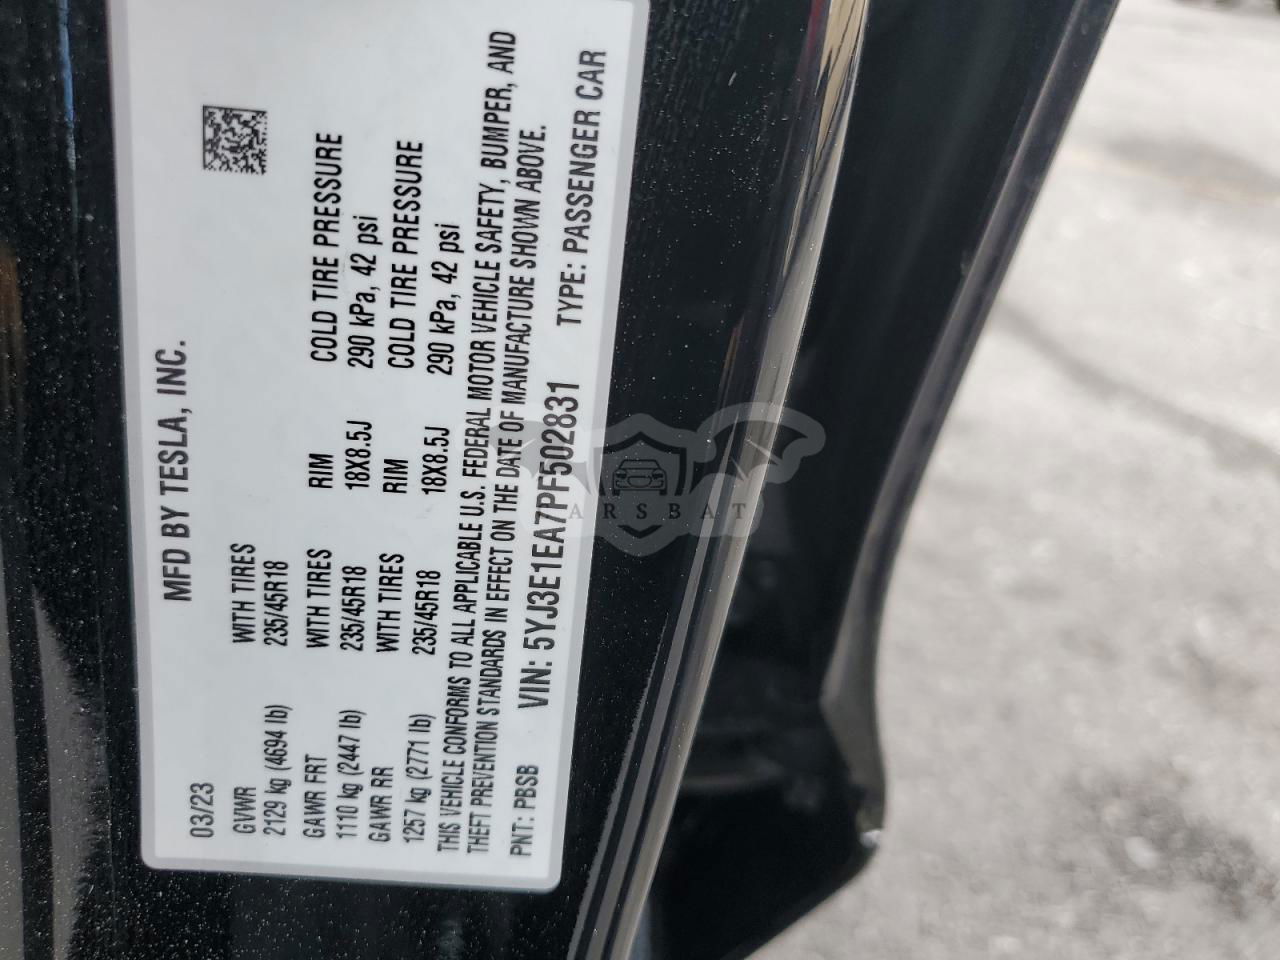 MFD BY TESLA, INC.
03/23
GVWR WITH TIRES
2129 kg (4694 lb) 235/45R18
GAWR FRT WITH TIRES RIM COLD TIRE PRESSURE
1110 kg (2447 lb) 235/45R18 18X8.5J 290 kPa, 42 psi
GAWR RR WITH TIRES RIM COLD TIRE PRESSURE
1257 kg (2771 lb) 235/45R18 18X8.5J 290 kPa, 42 psi
THIS VEHICLE CONFORMS TO ALL APPLICABLE U.S. FEDERAL MOTOR VEHICLE SAFETY, BUMPER, AND
THEFT PREVENTION STANDARDS IN EFFECT ON THE DATE OF MANUFACTURE SHOWN ABOVE.
PNT: PBSB VIN: 5YJ3E1EA7PF502831 TYPE: PASSENGER CAR
CARSBAT